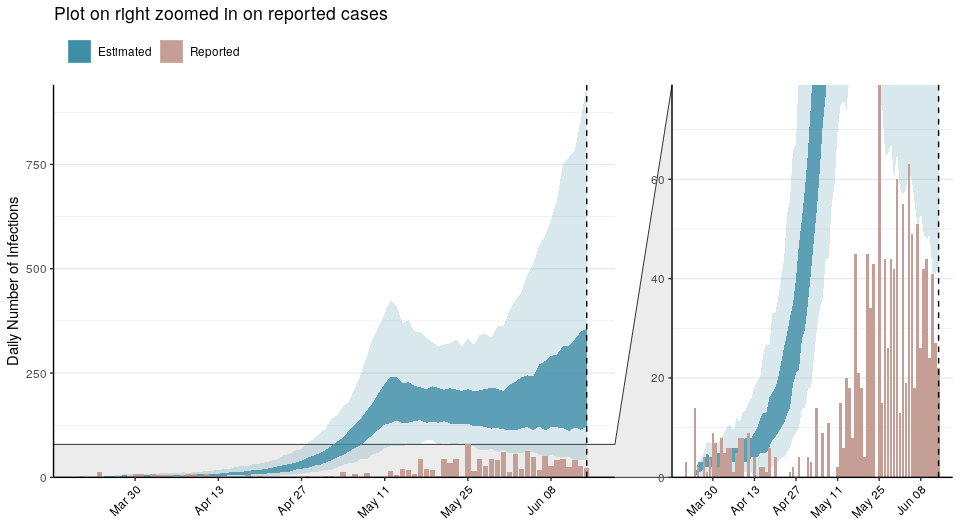 Plot on right zoomed in on reported cases
Estimated Reported
Daily Number of Infections
750
500
250
0
Mar 30 Apr 13 Apr 27 May 11 May 25 Jun 08
60
40
20
0
Mar 30 Apr 13 Apr 27 May 11 May 25 Jun 08